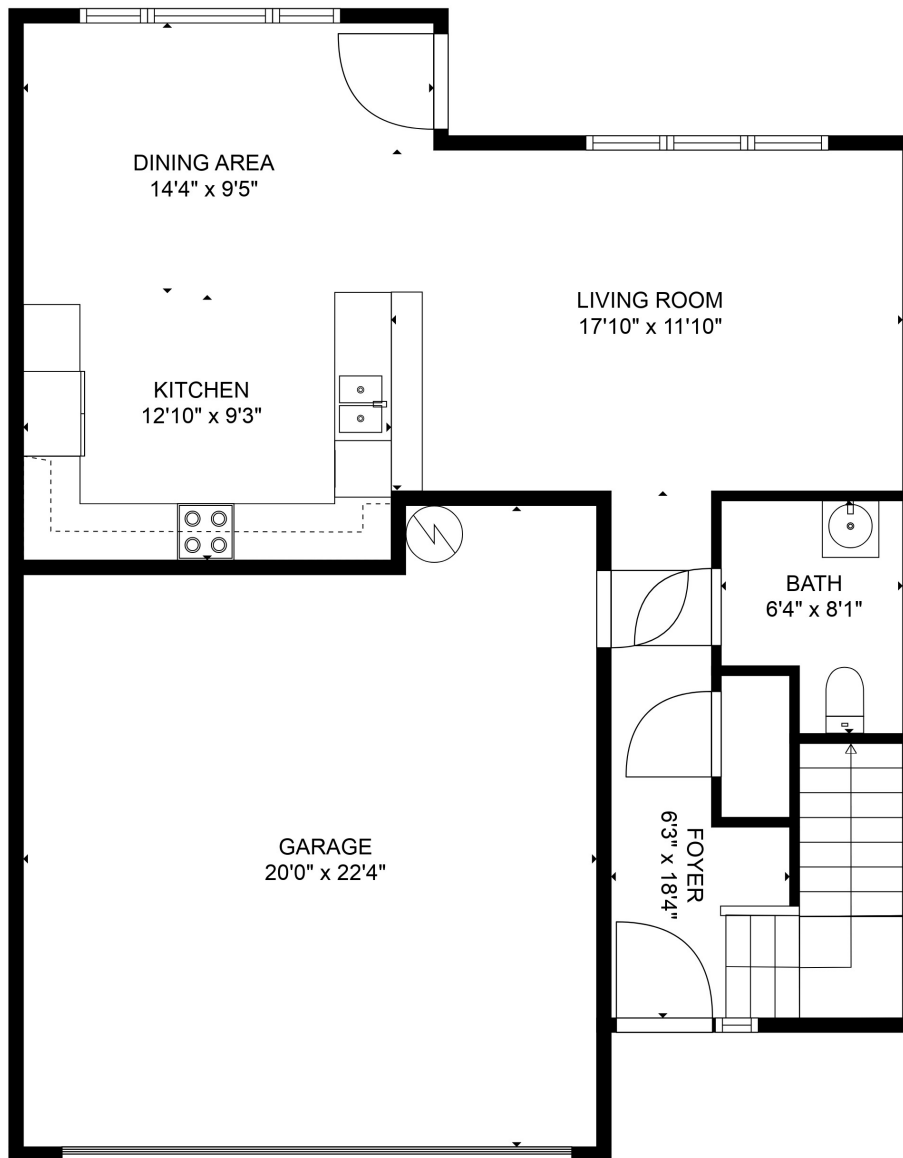 DINING AREA
14'4" x 9'5"
LIVING ROOM
17'10" x 11'10"
KITCHEN
12'10" x 9'3"
BATH
6'4" x 8'1"
GARAGE
20'0" x 22'4"
FOYER
6'3" x 18'4"